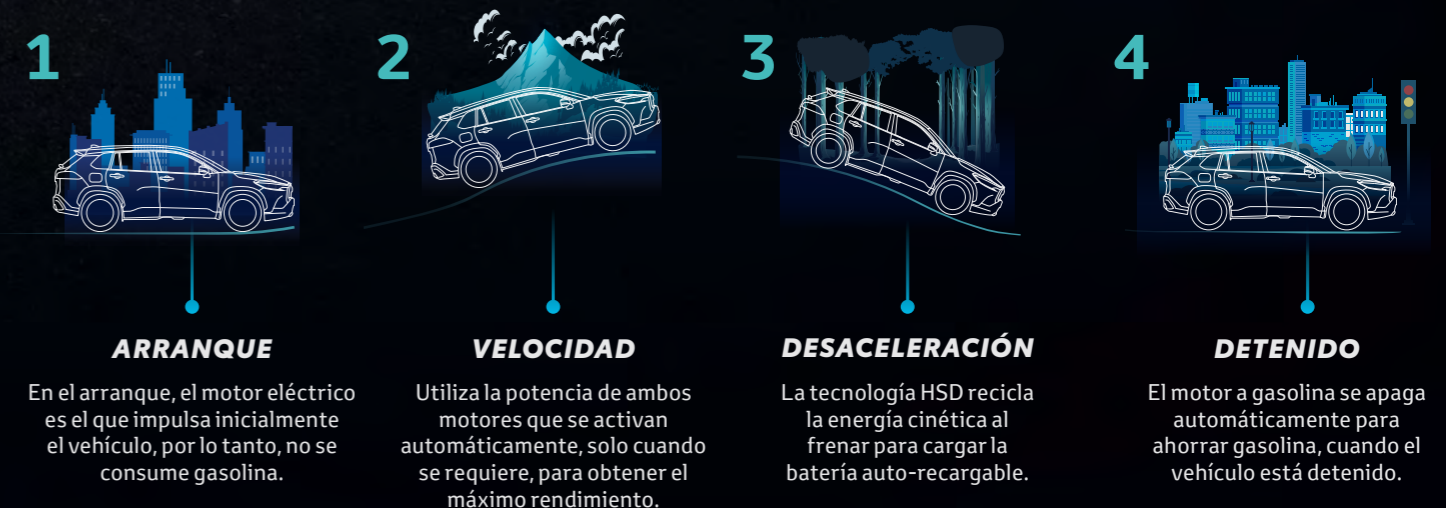 1
ARRANQUE
En el arranque, el motor eléctrico
es el que impulsa inicialmente
el vehículo, por lo tanto, no se
consume gasolina.
2
VELOCIDAD
Utiliza la potencia de ambos
motores que se activan
automáticamente, solo cuando
se requiere, para obtener el
máximo rendimiento.
3
DESACELERACIÓN
La tecnología HSD recicla
la energía cinética al
frenar para cargar la
batería auto-recargable.
4
DETENIDO
El motor a gasolina se apaga
automáticamente para
ahorrar gasolina, cuando el
vehículo está detenido.